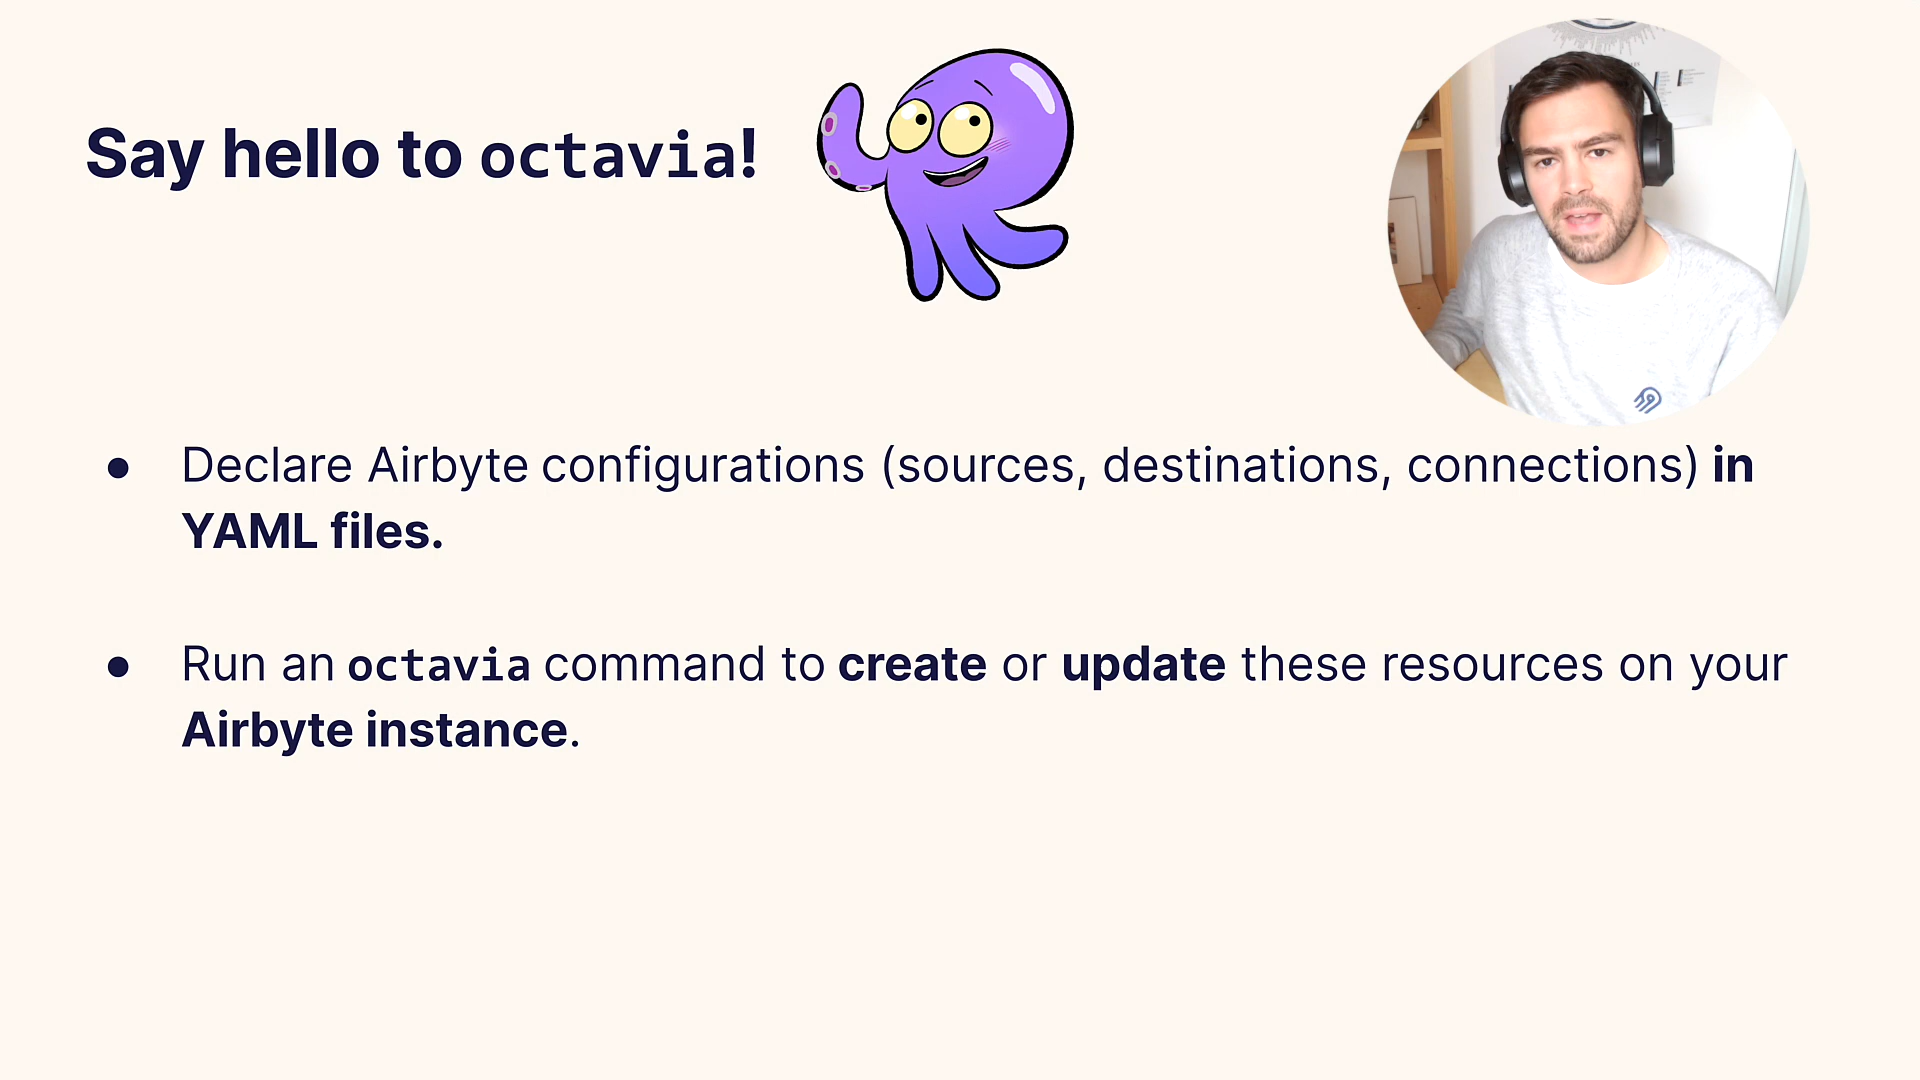 Say hello to octavia!
● Declare Airbyte configurations (sources, destinations, connections) in
YAML files.
● Run an octavia command to create or update these resources on your
Airbyte instance.